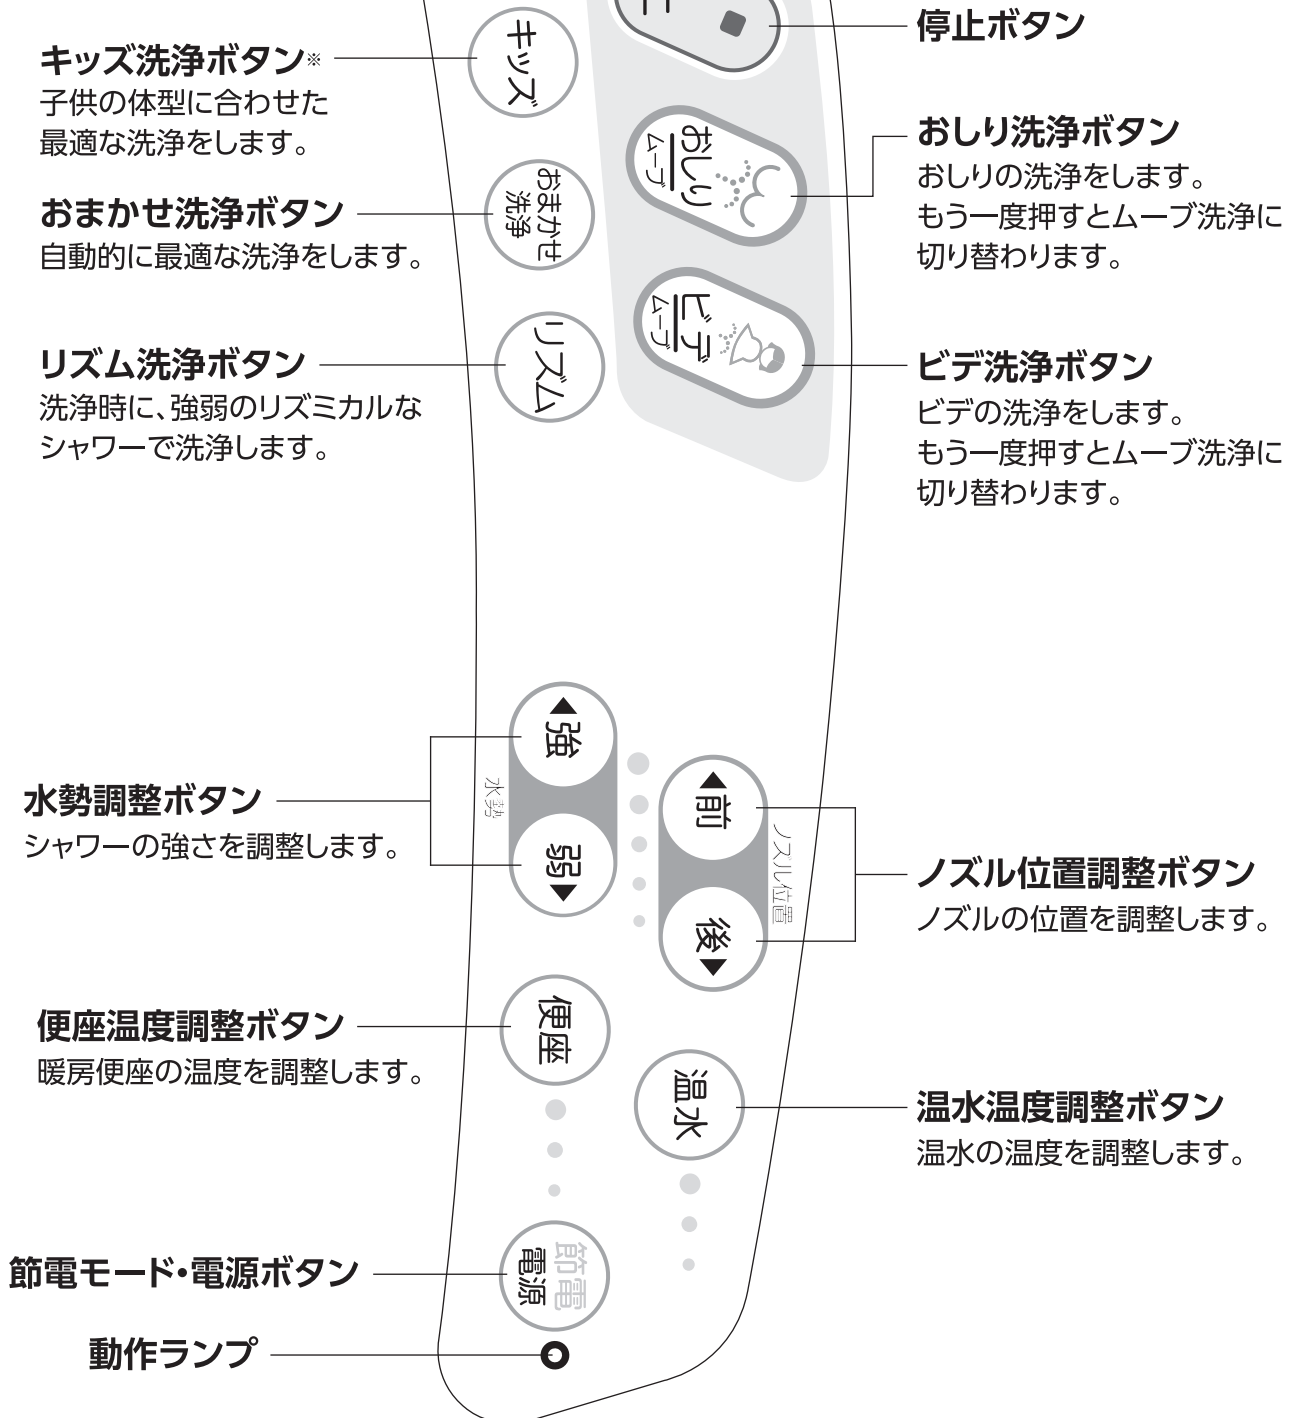 キッズ洗浄ボタン※
子供の体型に合わせた
最適な洗浄をします。
おまかせ洗浄ボタン
自動的に最適な洗浄をします。
リズム洗浄ボタン
洗浄時に、強弱のリズミカルな
シャワーで洗浄します。
水勢調整ボタン
シャワーの強さを調整します。
便座温度調整ボタン
暖房便座の温度を調整します。
節電モード・電源ボタン
動作ランプ
キッズ
おまかせ
洗浄
リズム
おしり
ムーブ
ビデ
ムーブ
▲強
水勢
弱▼
▲前
ノズル位置
後▼
便座
温水
節電
電源
停止ボタン
おしり洗浄ボタン
おしりの洗浄をします。
もう一度押すとムーブ洗浄に
切り替わります。
ビデ洗浄ボタン
ビデの洗浄をします。
もう一度押すとムーブ洗浄に
切り替わります。
ノズル位置調整ボタン
ノズルの位置を調整します。
温水温度調整ボタン
温水の温度を調整します。